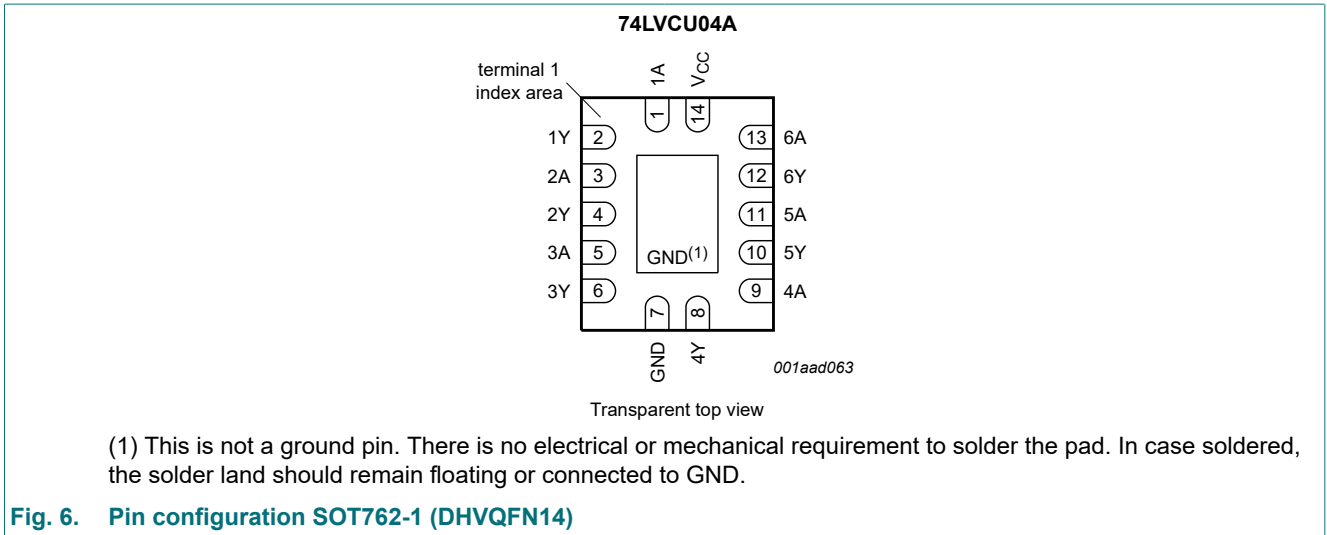 74LVCU04A
terminal 1
index area
1A
VCC
1
14
1Y 2
13 6A
2A 3
12 6Y
2Y 4
11 5A
3A 5
GND(1)
10 5Y
3Y 6
9 4A
7
8
GND
4Y
001aad063
Transparent top view
(1) This is not a ground pin. There is no electrical or mechanical requirement to solder the pad. In case soldered,
the solder land should remain floating or connected to GND.
Fig. 6. Pin configuration SOT762-1 (DHVQFN14)